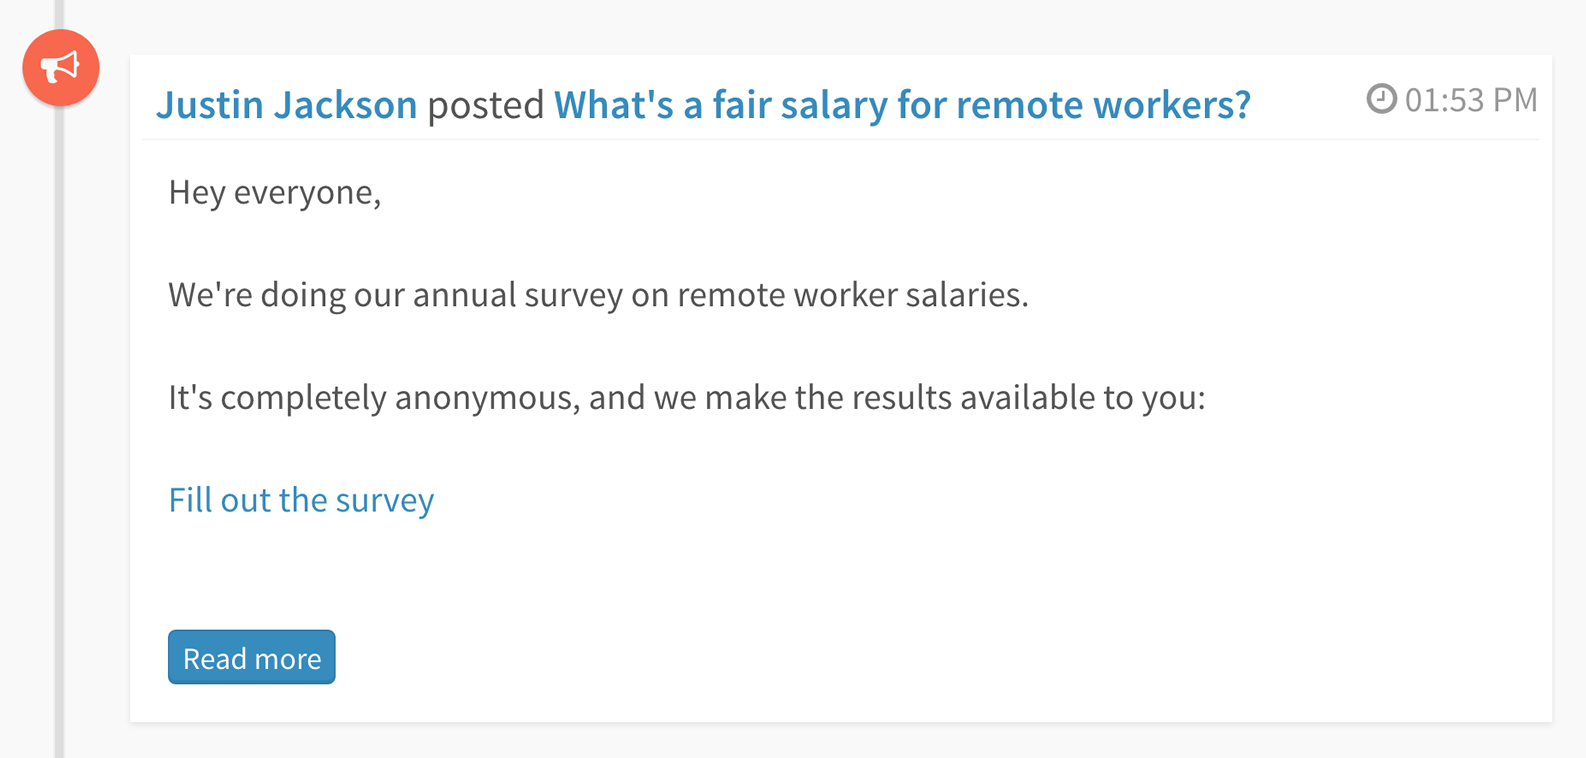 Justin Jackson posted What's a fair salary for remote workers? 01:53 PM
Hey everyone,
We're doing our annual survey on remote worker salaries.
It's completely anonymous, and we make the results available to you:
Fill out the survey
Read more